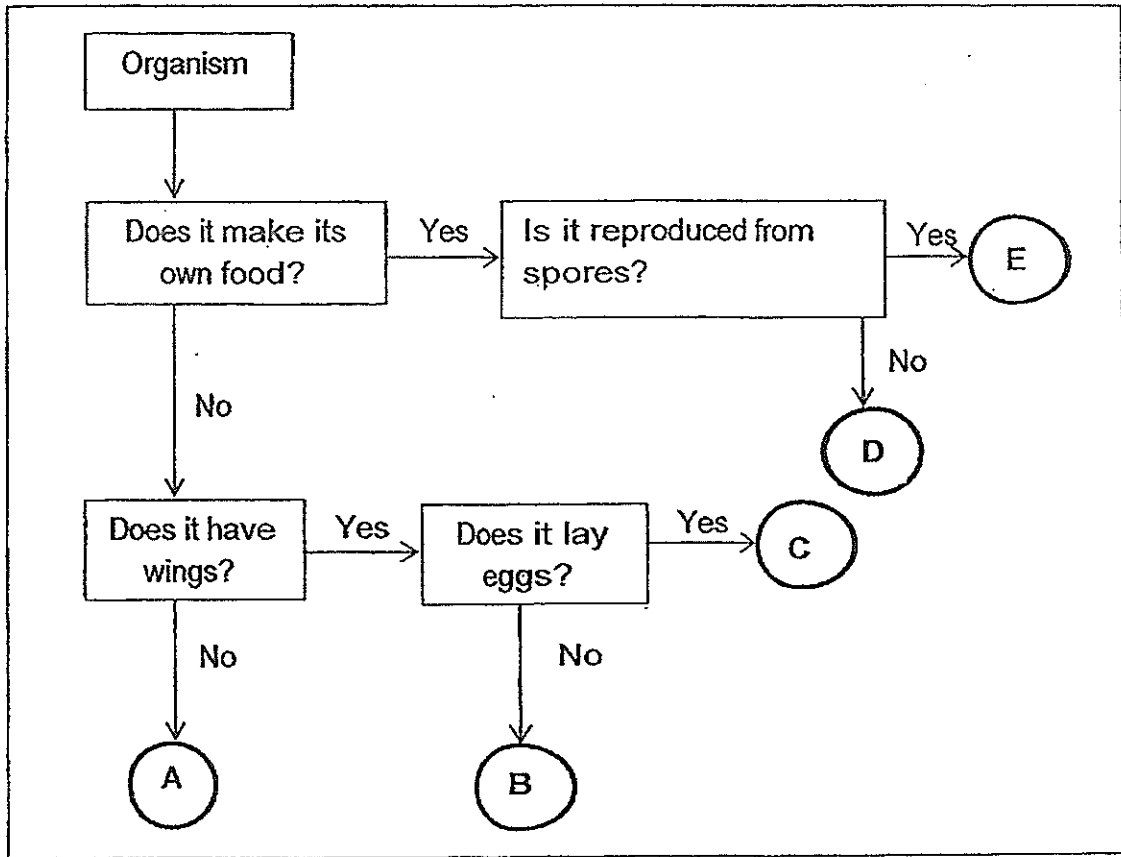 Organism
Does it make its
own food?
Yes
Is it reproduced from
spores?
Yes
E
No
D
No
Does it have
wings?
Yes
Does it lay
eggs?
Yes
C
No
A
No
B